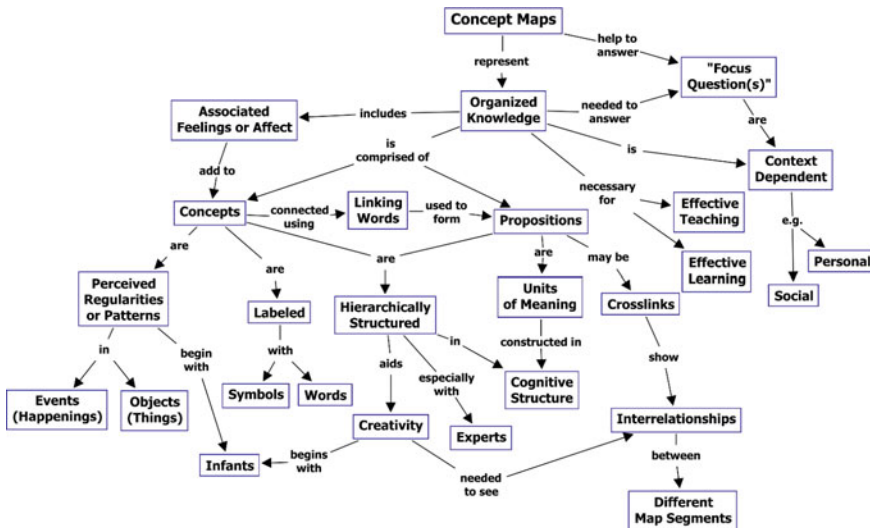 Concept Maps
help to
answer
represent
"Focus
Question(s)"
Organized
Knowledge
Associated
Feelings or Affect
includes
needed to
answer
are
is
comprised of
is
Context
Dependent
add to
necessary
for
Linking
Words
Effective
Teaching
Concepts
connected
using
used to
form
Propositions
e.g.
are
are
are
are
may be
Effective
Learning
Personal
Perceived
Regularities
or Patterns
Units
of Meaning
Social
Labeled
Hierarchically
Structured
Crosslinks
in
begin
with
with
in
constructed in
show
aids
especially
with
Events
(Happenings)
Objects
(Things)
Symbols
Words
Cognitive
Structure
Creativity
Experts
Interrelationships
Infants
begins
with
needed
to see
between
Different
Map Segments